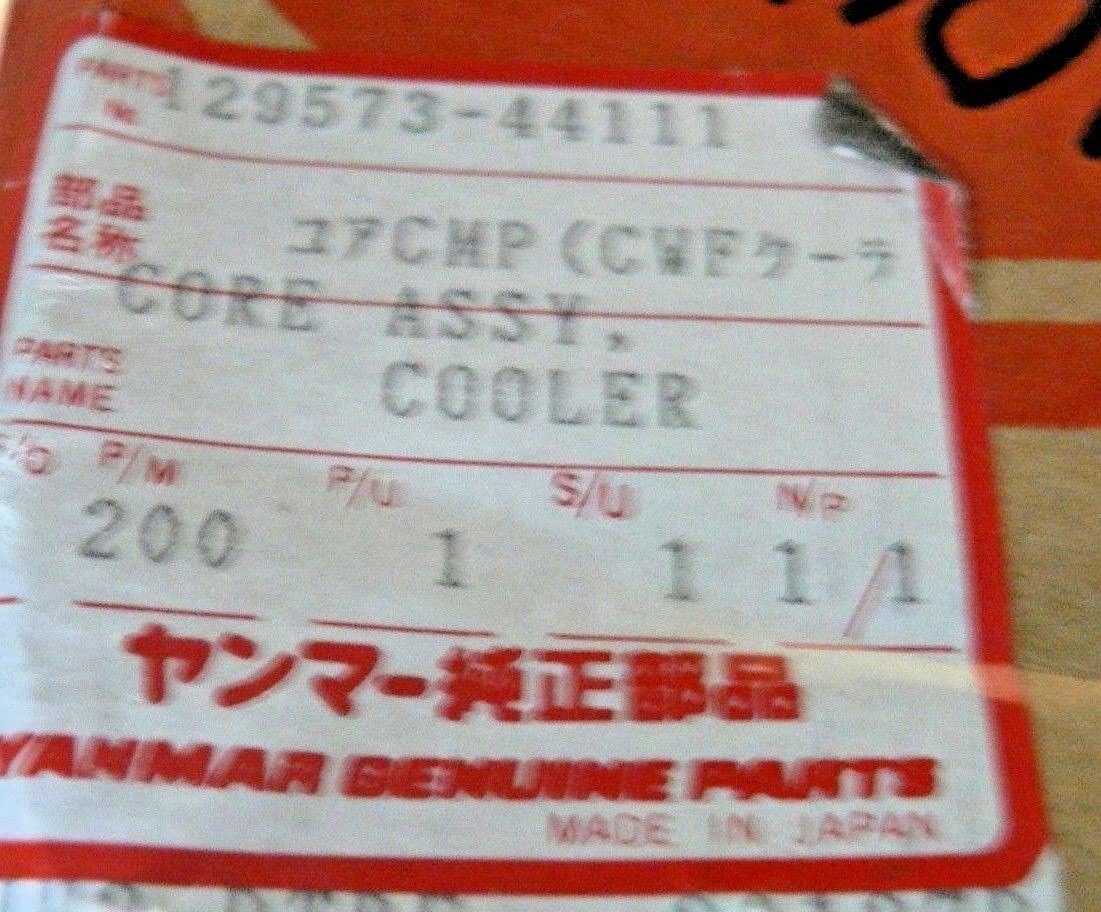 PARTS No. 129573-44111
部品名称 コアCMP(CWFクーラ
CORE ASSY,
PARTS NAME COOLER
P/M P/U S/U N/P
200 1 1 1/1
ヤンマー純正部品
YANMAR GENUINE PARTS
MADE IN JAPAN